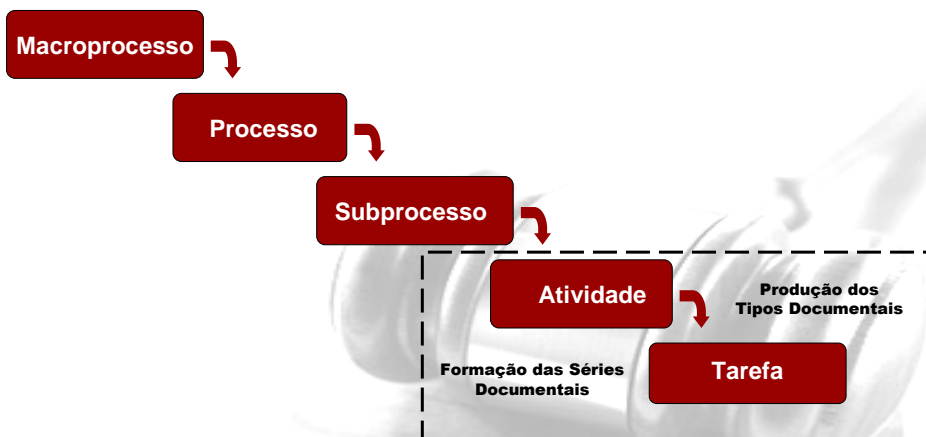 Macroprocesso
Processo
Subprocesso
Atividade
Produção dos
Tipos Documentais
Formação das Séries
Documentais
Tarefa